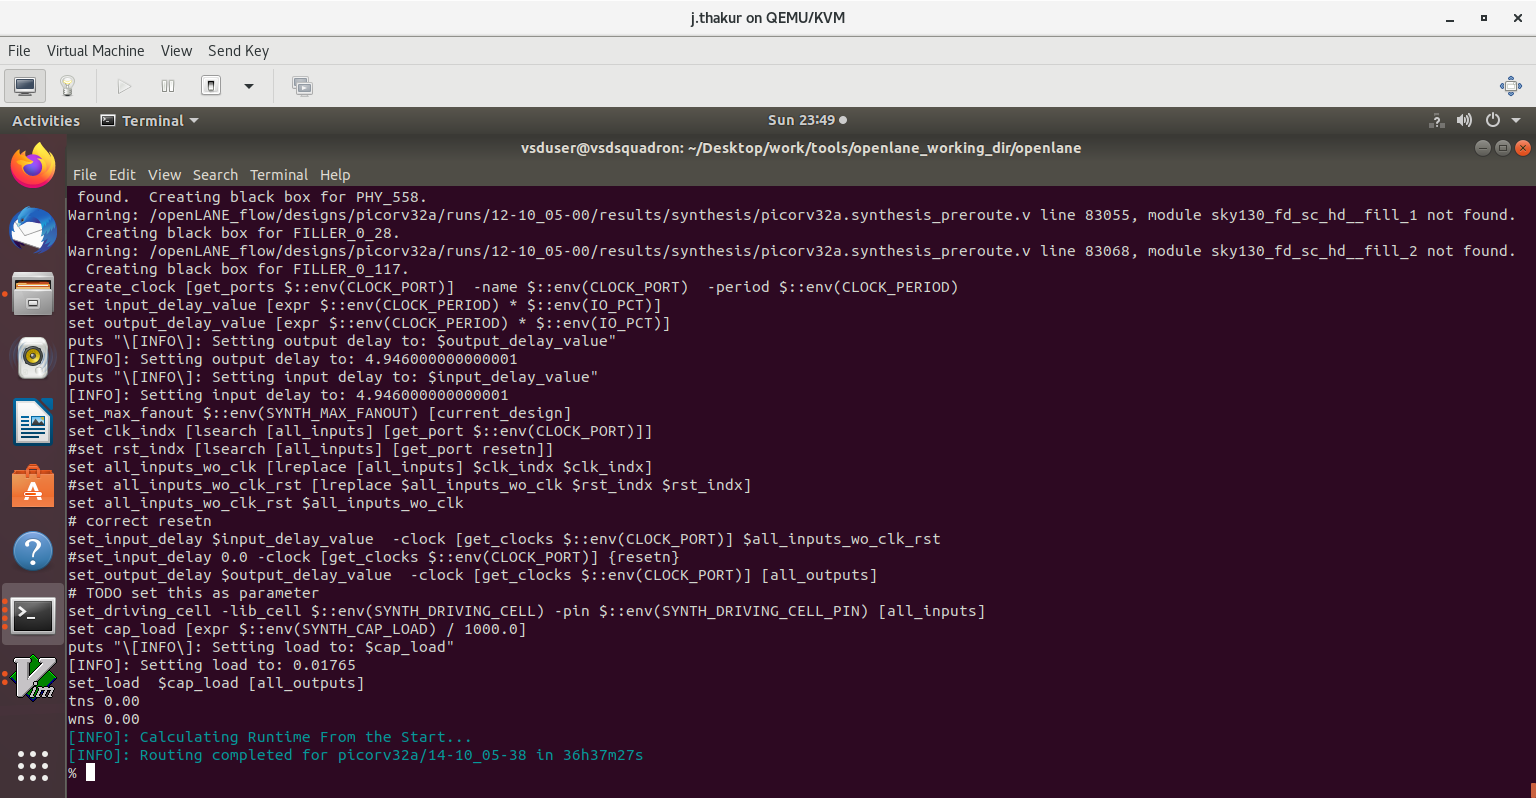 j.thakur on QEMU/KVM
File Virtual Machine View Send Key
Activities Terminal Sun 23:49
vsduser@vsdsquadron: ~/Desktop/work/tools/openlane_working_dir/openlane
File Edit View Search Terminal Help
found.  Creating black box for PHY_558.
Warning: /openLANE_flow/designs/picorv32a/runs/12-10_05-00/results/synthesis/picorv32a.synthesis_preroute.v line 83055, module sky130_fd_sc_hd__fill_1 not found.
  Creating black box for FILLER_0_28.
Warning: /openLANE_flow/designs/picorv32a/runs/12-10_05-00/results/synthesis/picorv32a.synthesis_preroute.v line 83068, module sky130_fd_sc_hd__fill_2 not found.
  Creating black box for FILLER_0_117.
create_clock [get_ports $::env(CLOCK_PORT)]  -name $::env(CLOCK_PORT)  -period $::env(CLOCK_PERIOD)
set input_delay_value [expr $::env(CLOCK_PERIOD) * $::env(IO_PCT)]
set output_delay_value [expr $::env(CLOCK_PERIOD) * $::env(IO_PCT)]
puts "\[INFO\]: Setting output delay to: $output_delay_value"
[INFO]: Setting output delay to: 4.946000000000001
puts "\[INFO\]: Setting input delay to: $input_delay_value"
[INFO]: Setting input delay to: 4.946000000000001
set_max_fanout $::env(SYNTH_MAX_FANOUT) [current_design]
set clk_indx [lsearch [all_inputs] [get_port $::env(CLOCK_PORT)]]
#set rst_indx [lsearch [all_inputs] [get_port resetn]]
set all_inputs_wo_clk [lreplace [all_inputs] $clk_indx $clk_indx]
#set all_inputs_wo_clk_rst [lreplace $all_inputs_wo_clk $rst_indx $rst_indx]
set all_inputs_wo_clk_rst $all_inputs_wo_clk
# correct resetn
set_input_delay $input_delay_value  -clock [get_clocks $::env(CLOCK_PORT)] $all_inputs_wo_clk_rst
#set_input_delay 0.0 -clock [get_clocks $::env(CLOCK_PORT)] {resetn}
set_output_delay $output_delay_value  -clock [get_clocks $::env(CLOCK_PORT)] [all_outputs]
# TODO set this as parameter
set_driving_cell -lib_cell $::env(SYNTH_DRIVING_CELL) -pin $::env(SYNTH_DRIVING_CELL_PIN) [all_inputs]
set cap_load [expr $::env(SYNTH_CAP_LOAD) / 1000.0]
puts "\[INFO\]: Setting load to: $cap_load"
[INFO]: Setting load to: 0.01765
set_load  $cap_load [all_outputs]
tns 0.00
wns 0.00
[INFO]: Calculating Runtime From the Start...
[INFO]: Routing completed for picorv32a/14-10_05-38 in 36h37m27s
%